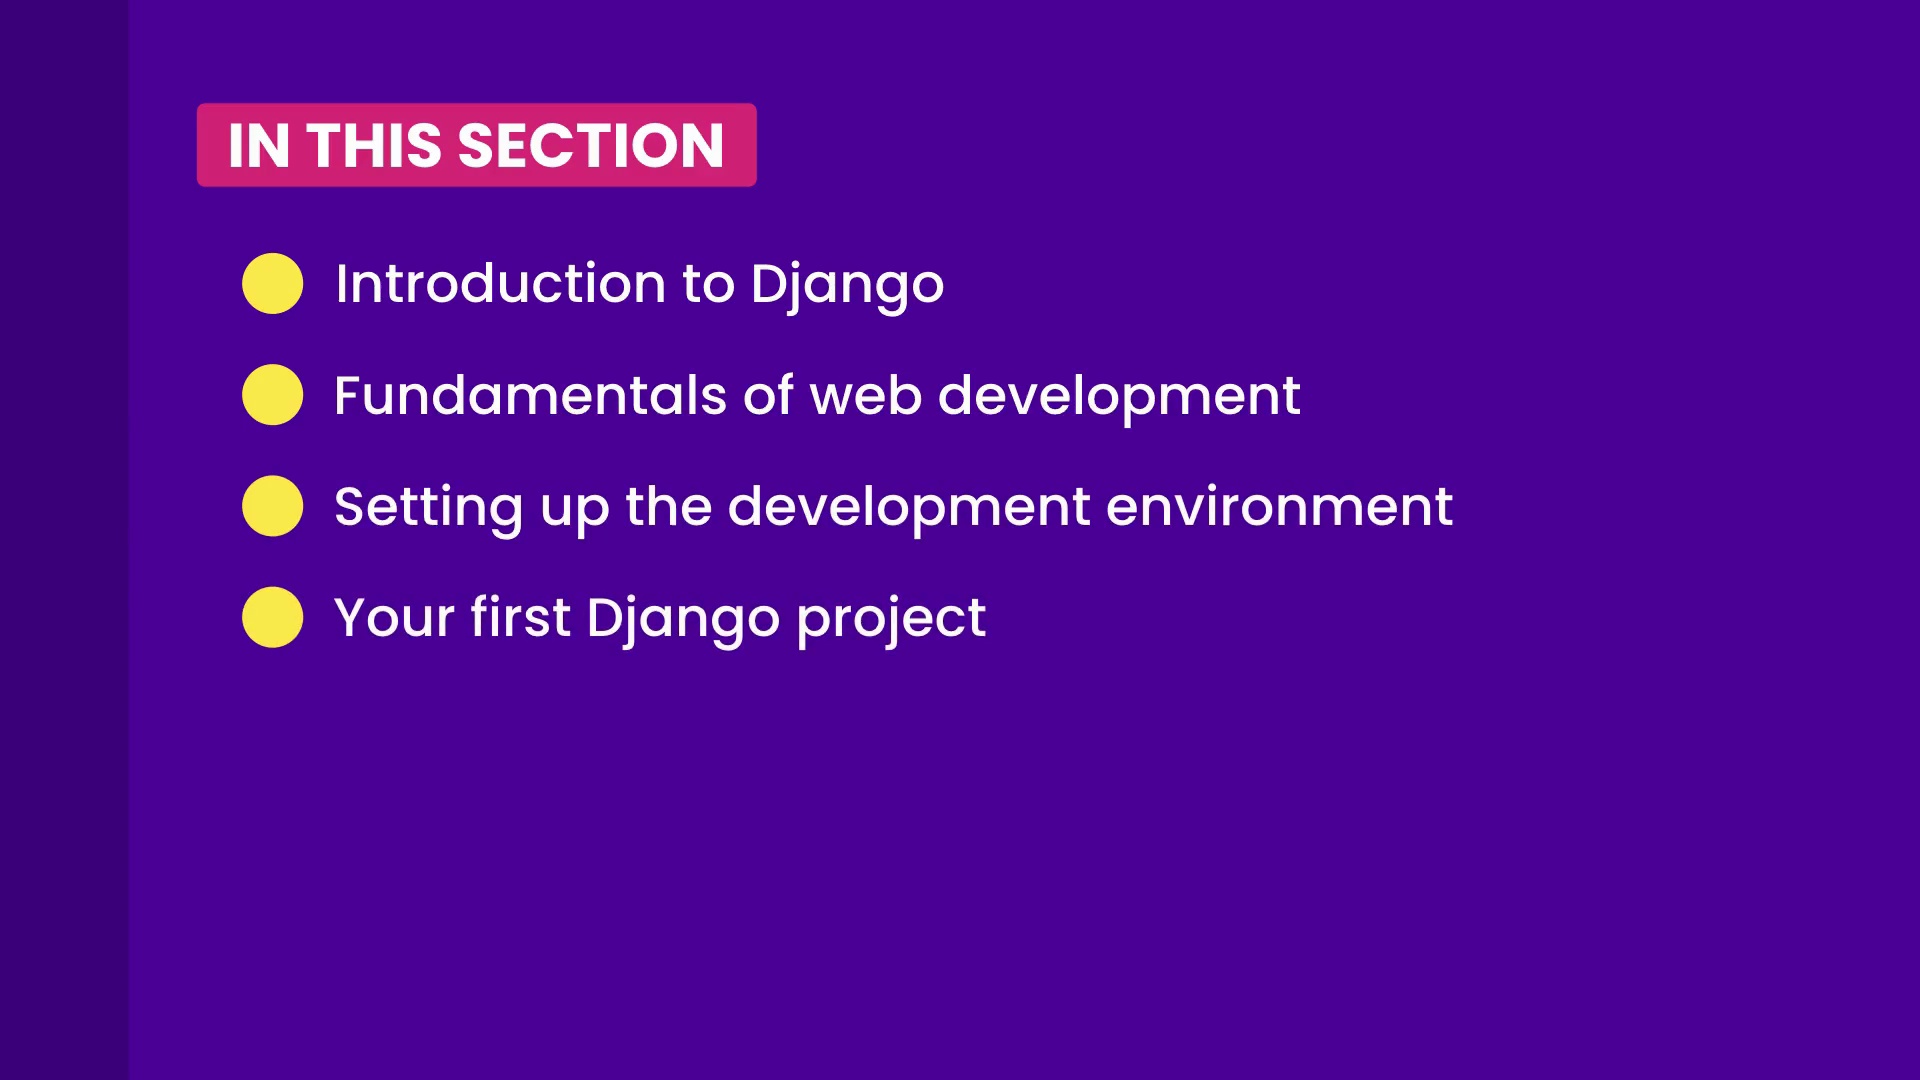 IN THIS SECTION
Introduction to Django
Fundamentals of web development
Setting up the development environment
Your first Django project